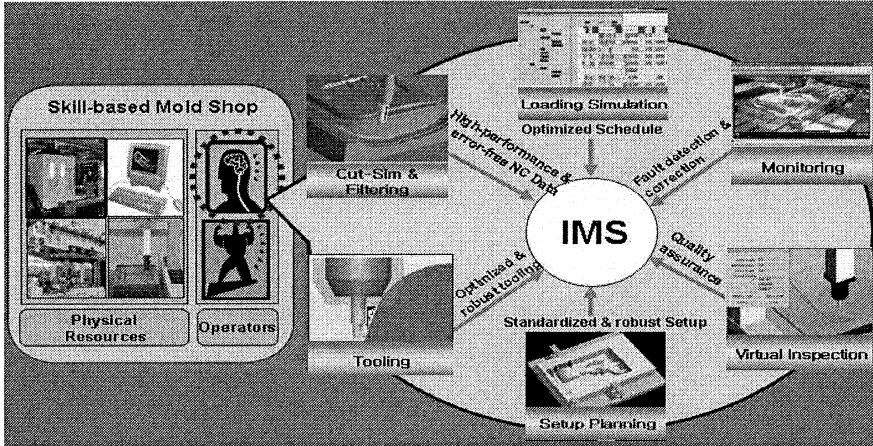 Skill-based Mold Shop
Physical
Resources
Operators
Loading Simulation
Optimized Schedule
Cut-Sim &
Filtering
High-performance &
error-free NC Data
Fault detection &
correction
Monitoring
IMS
Optimized &
robust tooling
Tooling
Quality
assurance
Virtual Inspection
Standardized & robust Setup
Setup Planning